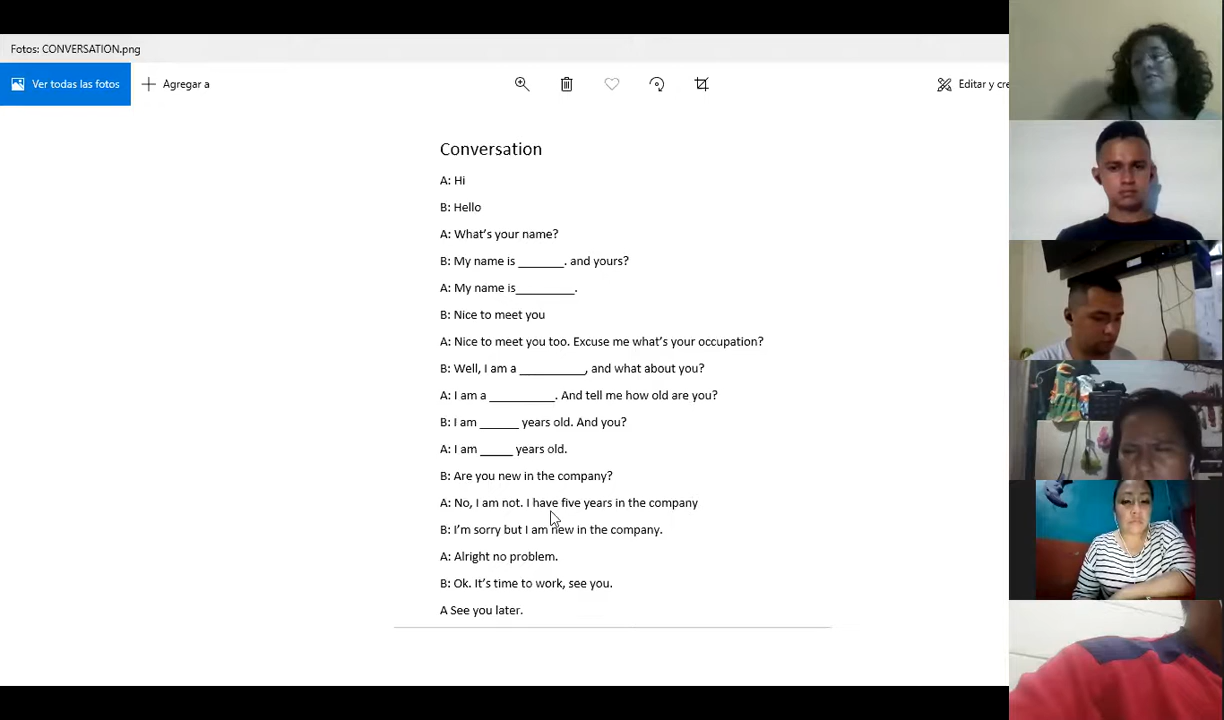 Fotos: CONVERSATION.png
Ver todas las fotos
Agregar a
Editar y cre
Conversation
A: Hi
B: Hello
A: What's your name?
B: My name is _______. and yours?
A: My name is_________.
B: Nice to meet you
A: Nice to meet you too. Excuse me what's your occupation?
B: Well, I am a __________, and what about you?
A: I am a __________. And tell me how old are you?
B: I am ______ years old. And you?
A: I am _____ years old.
B: Are you new in the company?
A: No, I am not. I have five years in the company
B: I'm sorry but I am new in the company.
A: Alright no problem.
B: Ok. It's time to work, see you.
A See you later.